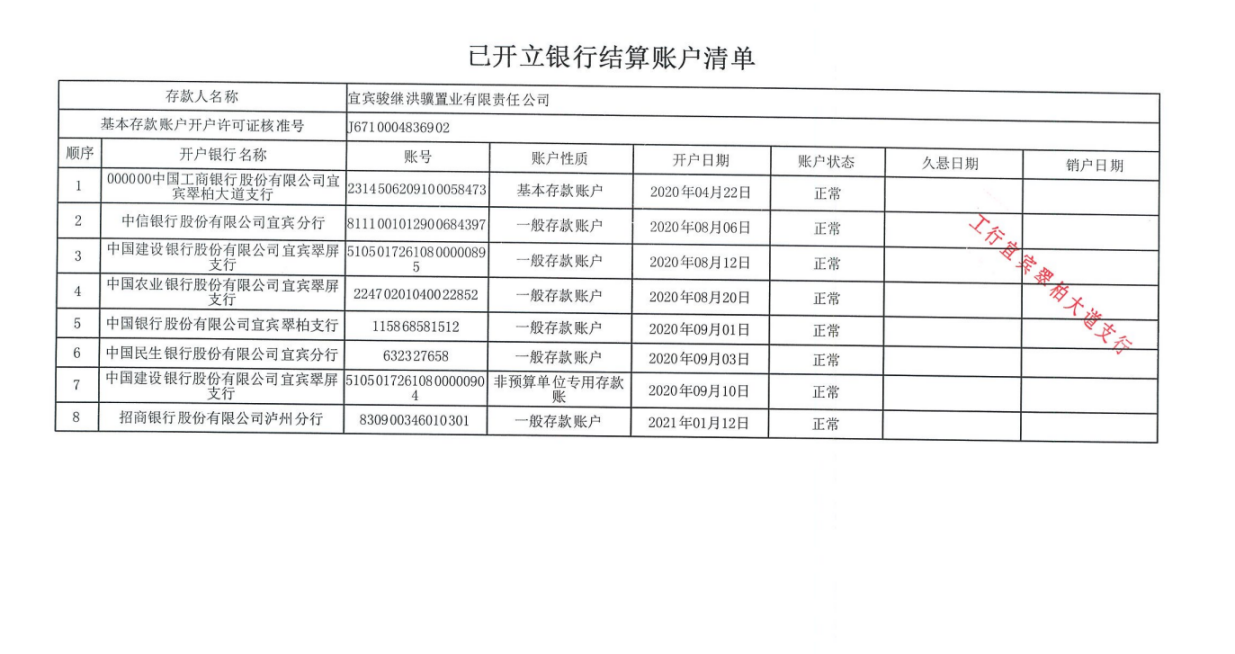 已开立银行结算账户清单
存款人名称 宜宾骏继洪骥置业有限责任公司
基本存款账户开户许可证核准号 J6710004836902
顺序 开户银行名称 账号 账户性质 开户日期 账户状态 久悬日期 销户日期
1 000000中国工商银行股份有限公司宜宾翠柏大道支行 2314506209100058473 基本存款账户 2020年04月22日 正常
2 中信银行股份有限公司宜宾分行 8111001012900684397 一般存款账户 2020年08月06日 正常
3 中国建设银行股份有限公司宜宾翠屏支行 51050172610800000895 一般存款账户 2020年08月12日 正常
4 中国农业银行股份有限公司宜宾翠屏支行 22470201040022852 一般存款账户 2020年08月20日 正常
5 中国银行股份有限公司宜宾翠柏支行 115868581512 一般存款账户 2020年09月01日 正常
6 中国民生银行股份有限公司宜宾分行 632327658 一般存款账户 2020年09月03日 正常
7 中国建设银行股份有限公司宜宾翠屏支行 51050172610800000904 非预算单位专用存款账 2020年09月10日 正常
8 招商银行股份有限公司泸州分行 830900346010301 一般存款账户 2021年01月12日 正常
工行宜宾翠柏大道支行